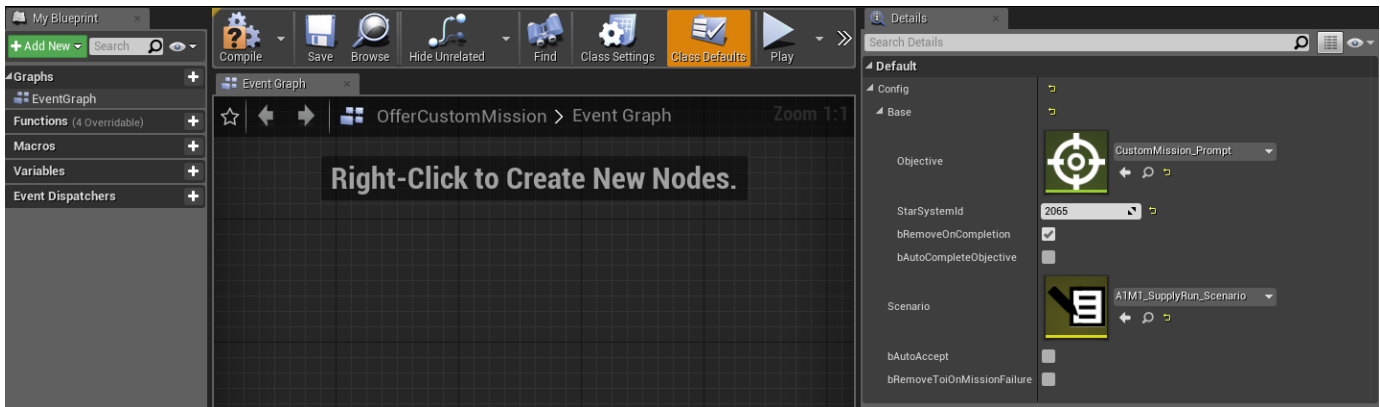 My Blueprint
Add New
Search
Graphs
EventGraph
Functions (4 Overridable)
Macros
Variables
Event Dispatchers
Compile
Save
Browse
Hide Unrelated
Find
Class Settings
Class Defaults
Play
Event Graph
OfferCustomMission > Event Graph
Zoom 1:1
Right-Click to Create New Nodes.
Details
Search Details
Default
Config
Base
Objective
CustomMission_Prompt
StarSystemId
2065
bRemoveOnCompletion
bAutoCompleteObjective
Scenario
A1M1_SupplyRun_Scenario
bAutoAccept
bRemoveToiOnMissionFailure